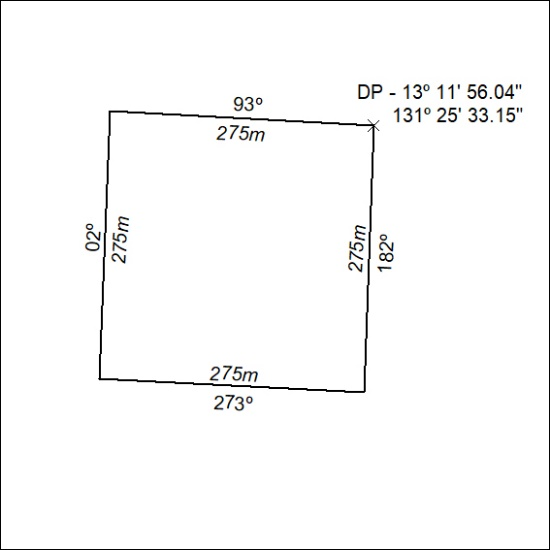 DP - 13º 11' 56.04"
131º 25' 33.15"
93º
275m
02º
275m
275m
182º
275m
273º